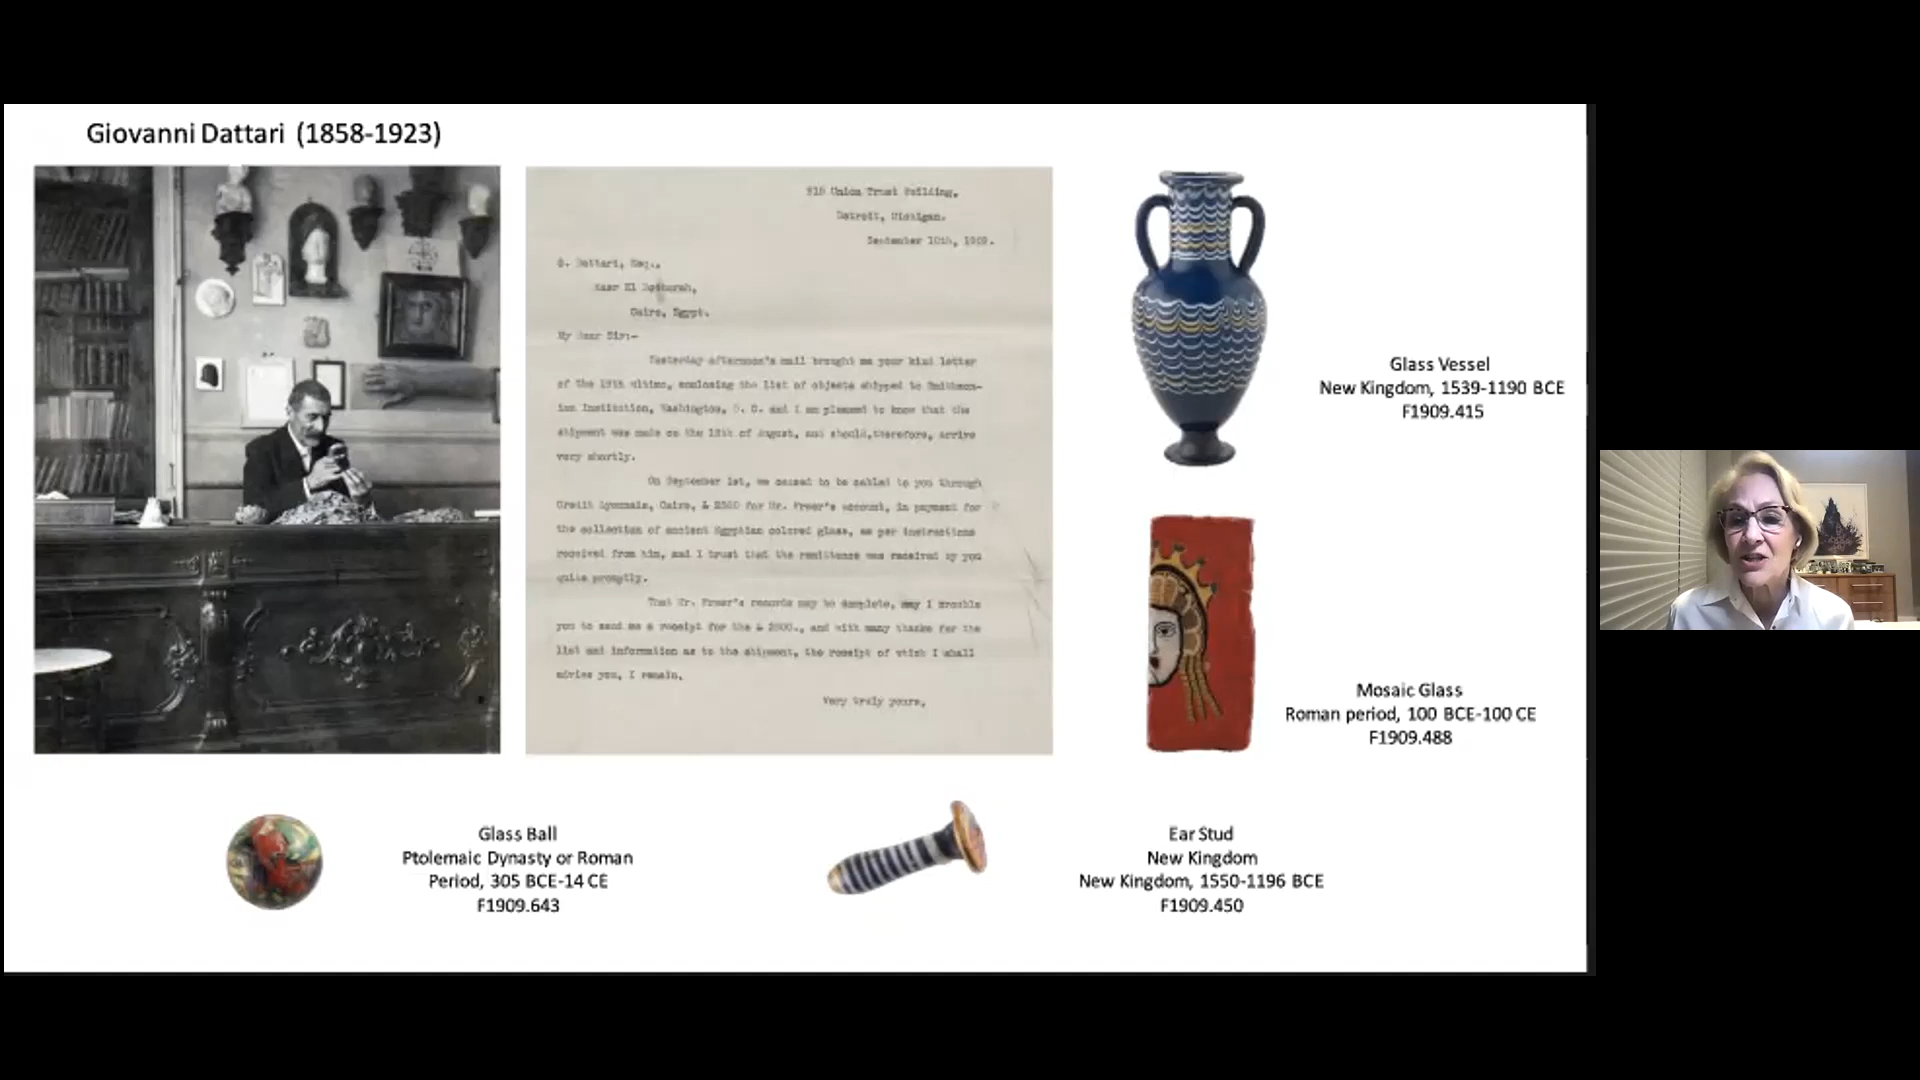 Giovanni Dattari (1858-1923)
Union Trust Building,
Detroit, Michigan.
September 10th, 1909.
G. Dattari, Esq.,
El
Cairo, Egypt.
My Dear Sir:-
Yesterday afternoon's mail brought me your kind letter
of the 19th ultimo, enclosing the list of objects shipped to Smithson-
ian Institution, Washington, D. C. and I am pleased to know that the
shipment was made on the of August, and should, therefore, arrive
very shortly.
On September 1st, we caused to be cabled to you through
Credit Lyonnais, Cairo, £ 2500 for Mr. Freer's account, in payment for
the collection of ancient Egyptian colored glass, as per instructions
received from him, and I trust that the remittance was received by you
quite promptly.
That Mr. Freer's records may be complete, may I trouble
you to send me a receipt for the £ 2500., and with many thanks for the
list and information as to the shipment, the receipt of which I shall
advise you, I remain,
Very truly yours,
Glass Vessel
New Kingdom, 1539-1190 BCE
F1909.415
Mosaic Glass
Roman period, 100 BCE-100 CE
F1909.488
Glass Ball
Ptolemaic Dynasty or Roman
Period, 305 BCE-14 CE
F1909.643
Ear Stud
New Kingdom
New Kingdom, 1550-1196 BCE
F1909.450